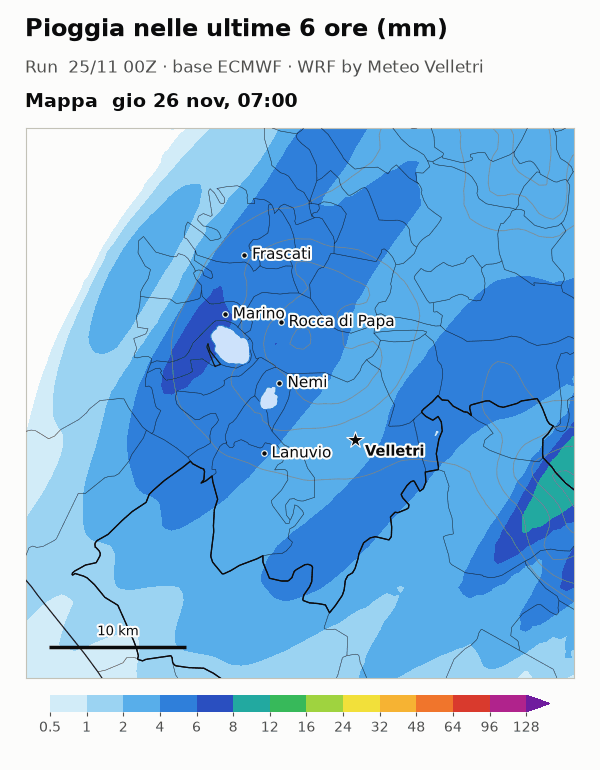 Pioggia nelle ultime 6 ore (mm)
Run  25/11 00Z · base ECMWF · WRF by Meteo Velletri
Mappa  gio 26 nov, 07:00
Frascati
Marino
Rocca di Papa
Nemi
Velletri
Lanuvio
10 km
0.5 1 2 4 6 8 12 16 24 32 48 64 96 128